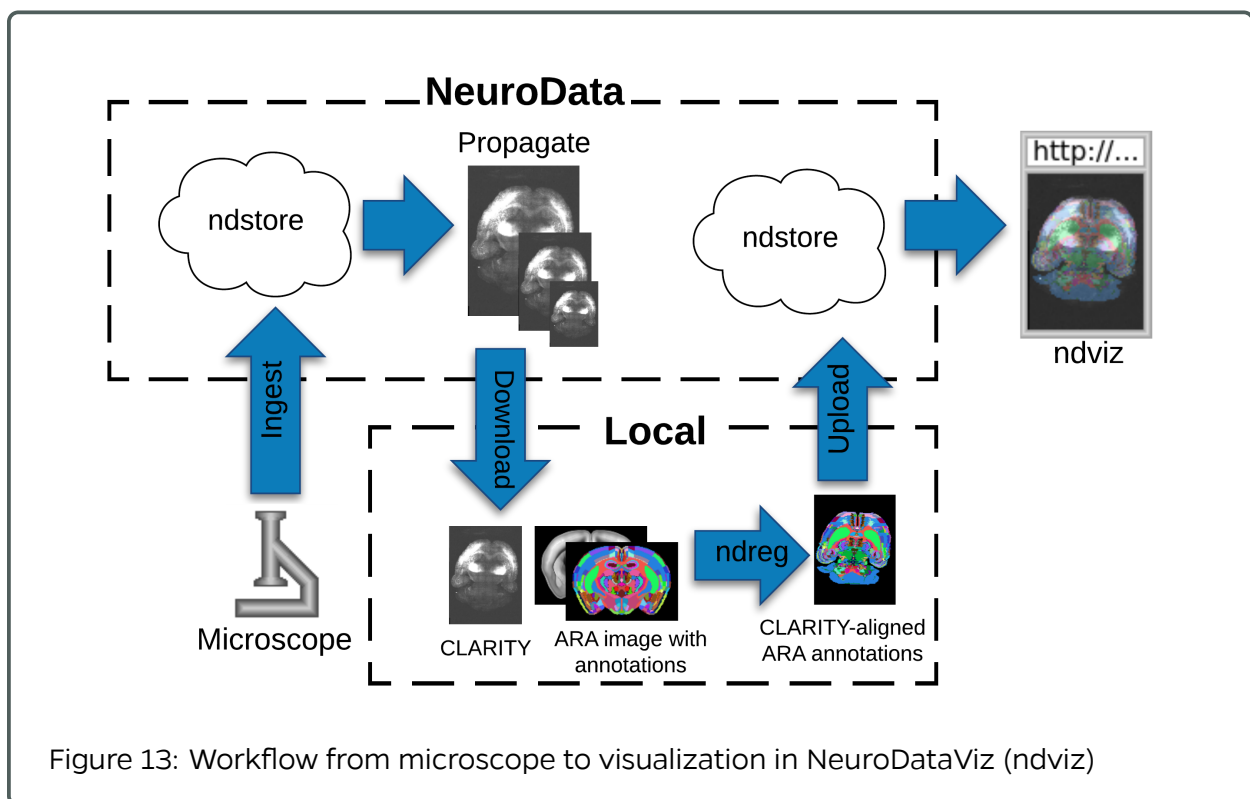 NeuroData
Propagate
ndstore
ndstore
http://...
ndviz
Ingest
Download
Upload
Local
Microscope
CLARITY
ARA image with
annotations
ndreg
CLARITY-aligned
ARA annotations
Figure 13: Workflow from microscope to visualization in NeuroDataViz (ndviz)